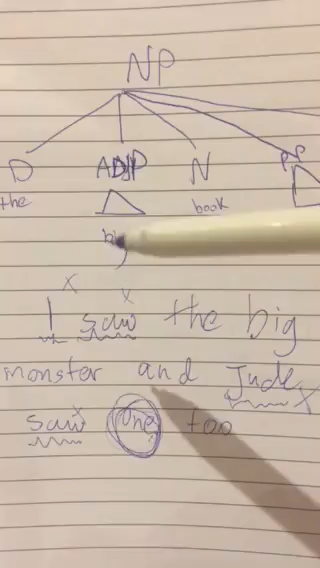 NP
D ADJP N PP
the book
big
I x saw x the big
monster and Jude x
saw one too